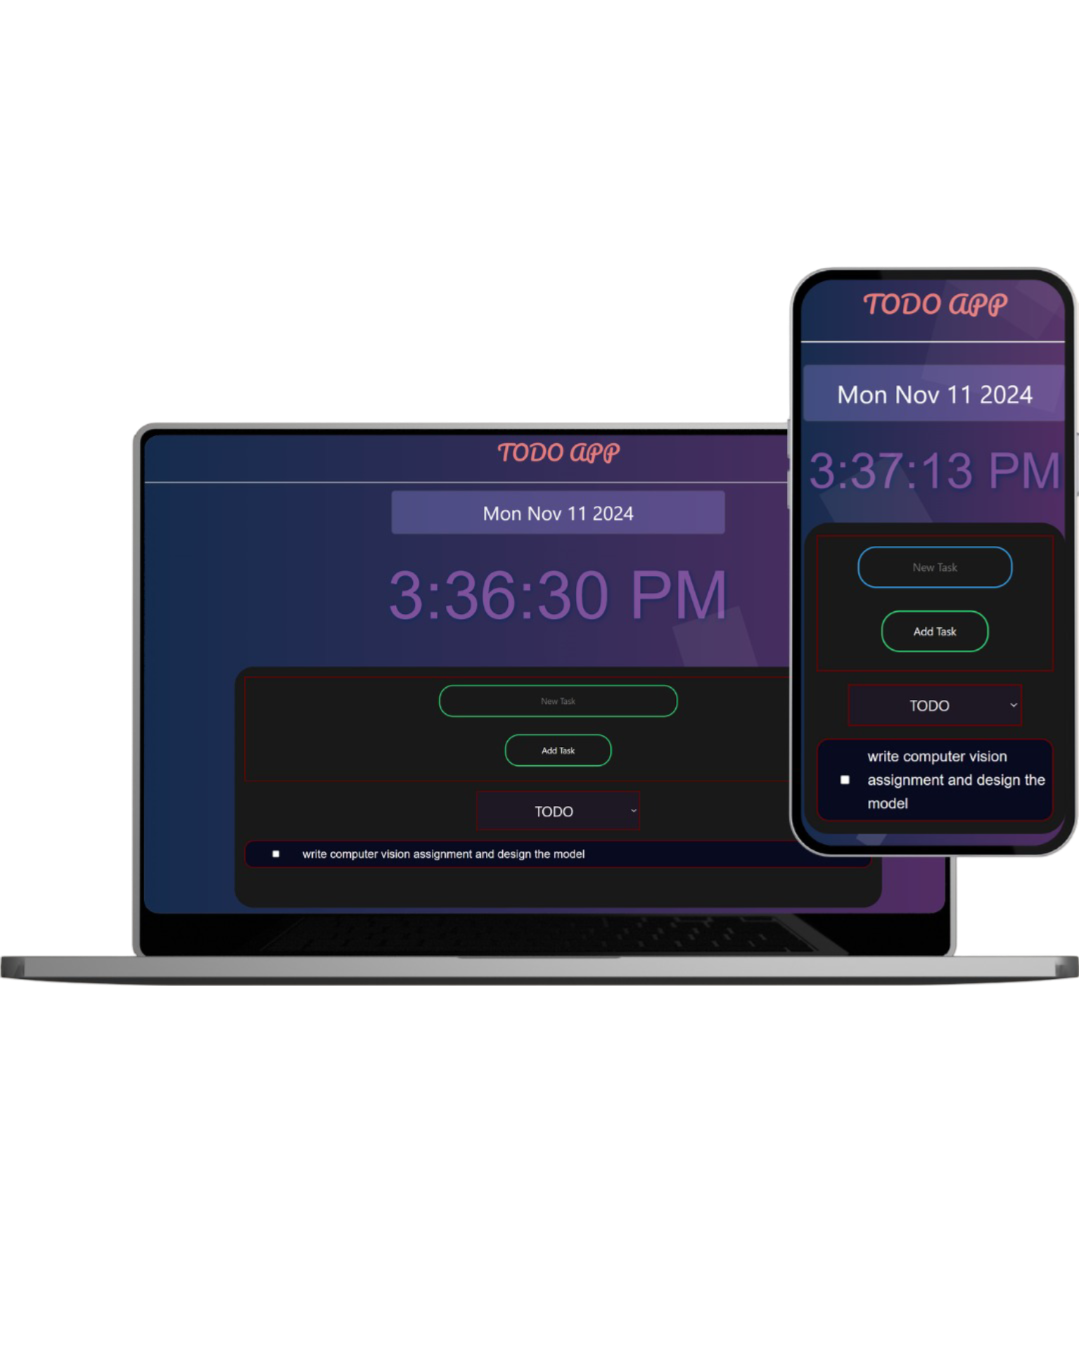 TODO APP
Mon Nov 11 2024
3:36:30 PM
New Task
Add Task
TODO
write computer vision assignment and design the model
TODO APP
Mon Nov 11 2024
3:37:13 PM
New Task
Add Task
TODO
write computer vision
assignment and design the
model